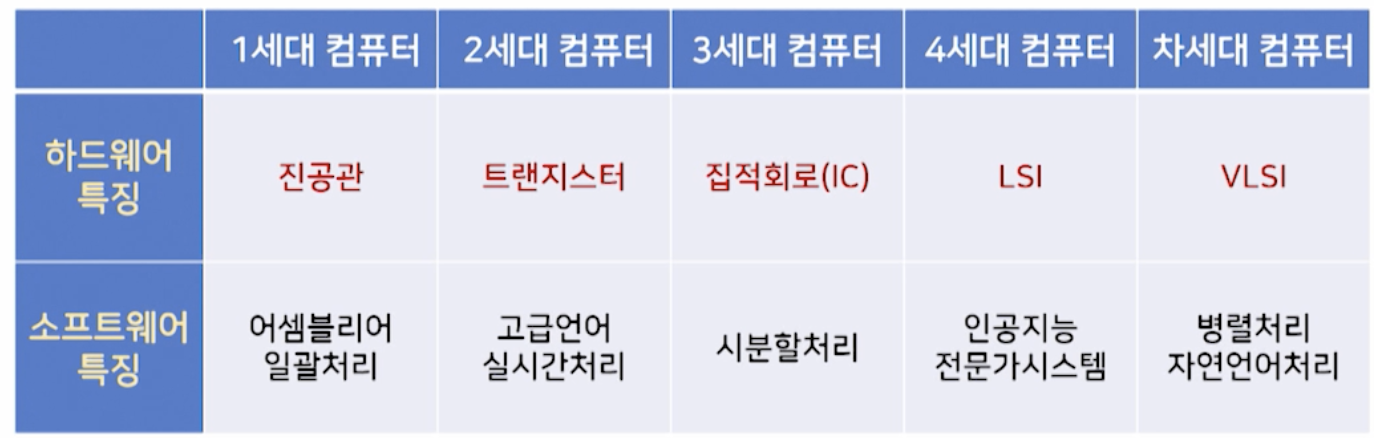 1세대 컴퓨터
2세대 컴퓨터
3세대 컴퓨터
4세대 컴퓨터
차세대 컴퓨터
하드웨어
특징
진공관
트랜지스터
집적회로(IC)
LSI
VLSI
소프트웨어
특징
어셈블리어
일괄처리
고급언어
실시간처리
시분할처리
인공지능
전문가시스템
병렬처리
자연언어처리